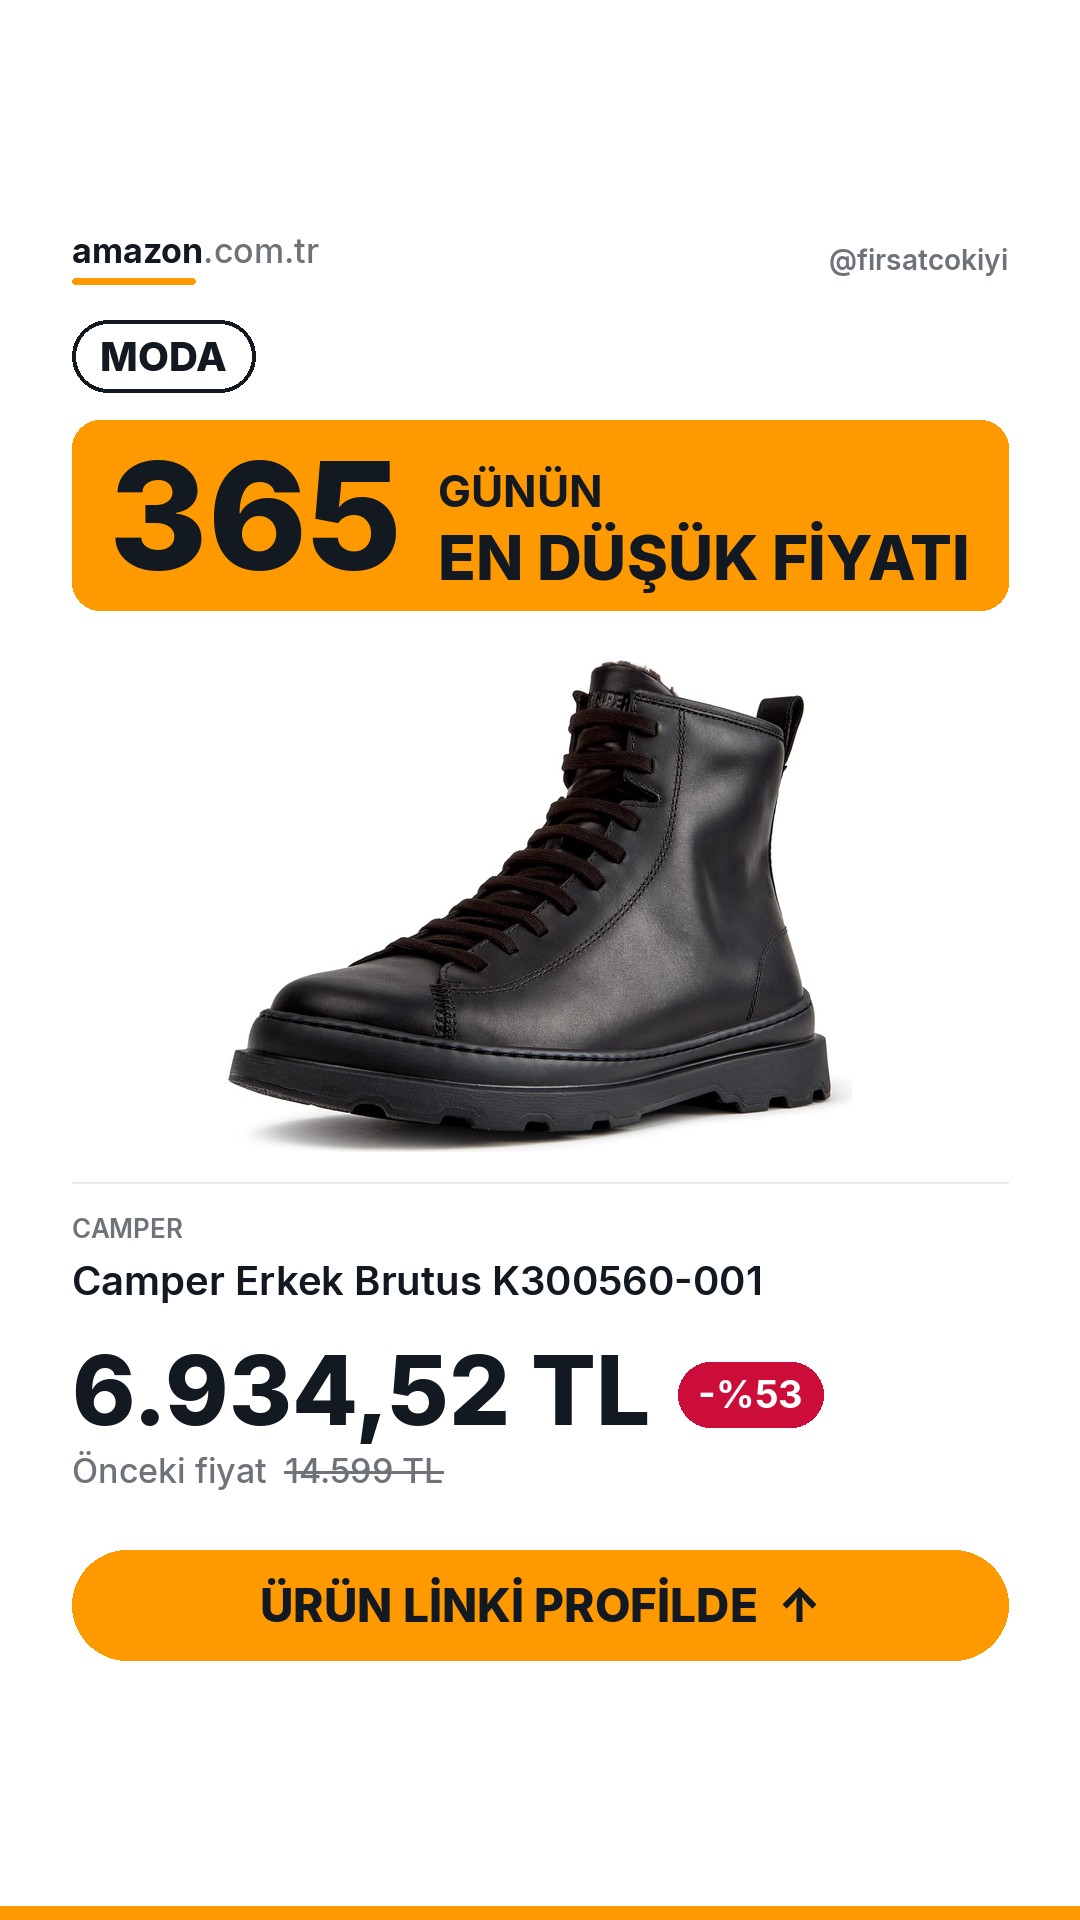 amazon.com.tr
@firsatcokiyi
MODA
365 GÜNÜN
EN DÜŞÜK FİYATI
CAMPER
Camper Erkek Brutus K300560-001
6.934,52 TL -%53
Önceki fiyat 14.599 TL
ÜRÜN LİNKİ PROFİLDE ↑